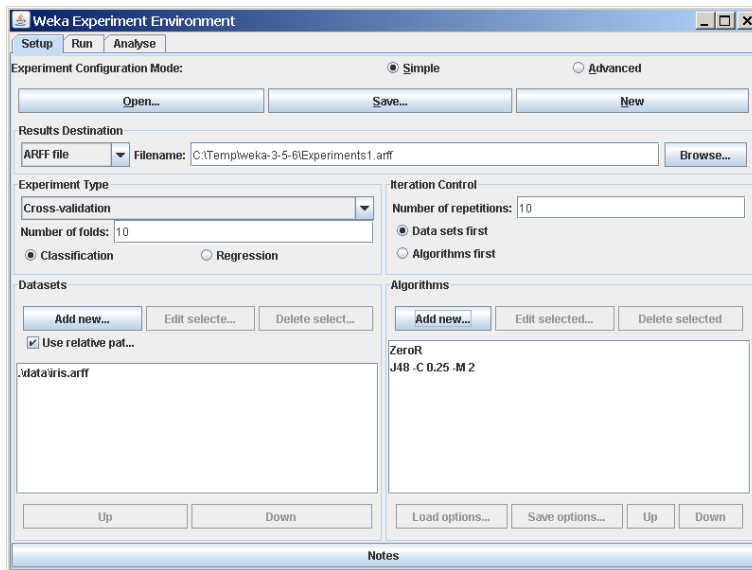 Weka Experiment Environment
Setup Run Analyse
Experiment Configuration Mode: Simple Advanced
Open... Save... New
Results Destination
ARFF file Filename: C:\Temp\weka-3-5-6\Experiments1.arff Browse...
Experiment Type Iteration Control
Cross-validation Number of repetitions: 10
Number of folds: 10 Data sets first
Classification Regression Algorithms first
Datasets Algorithms
Add new... Edit selecte... Delete select... Add new... Edit selected... Delete selected
Use relative pat...
.\data\iris.arff
ZeroR
J48 -C 0.25 -M 2
Up Down Load options... Save options... Up Down
Notes